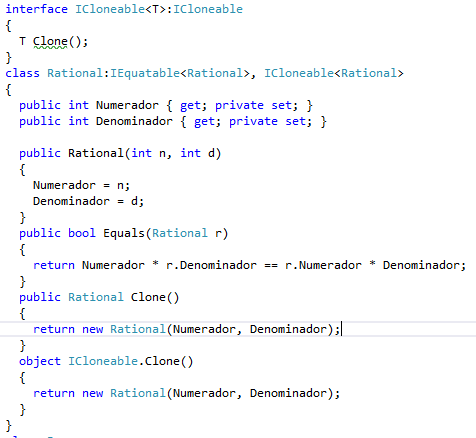 interface ICloneable<T>:ICloneable
{
  T Clone();
}
class Rational:IEquatable<Rational>, ICloneable<Rational>
{
  public int Numerador { get; private set; }
  public int Denominador { get; private set; }

  public Rational(int n, int d)
  {
    Numerador = n;
    Denominador = d;
  }
  public bool Equals(Rational r)
  {
    return Numerador * r.Denominador == r.Numerador * Denominador;
  }
  public Rational Clone()
  {
    return new Rational(Numerador, Denominador);
  }
  object ICloneable.Clone()
  {
    return new Rational(Numerador, Denominador);
  }
}